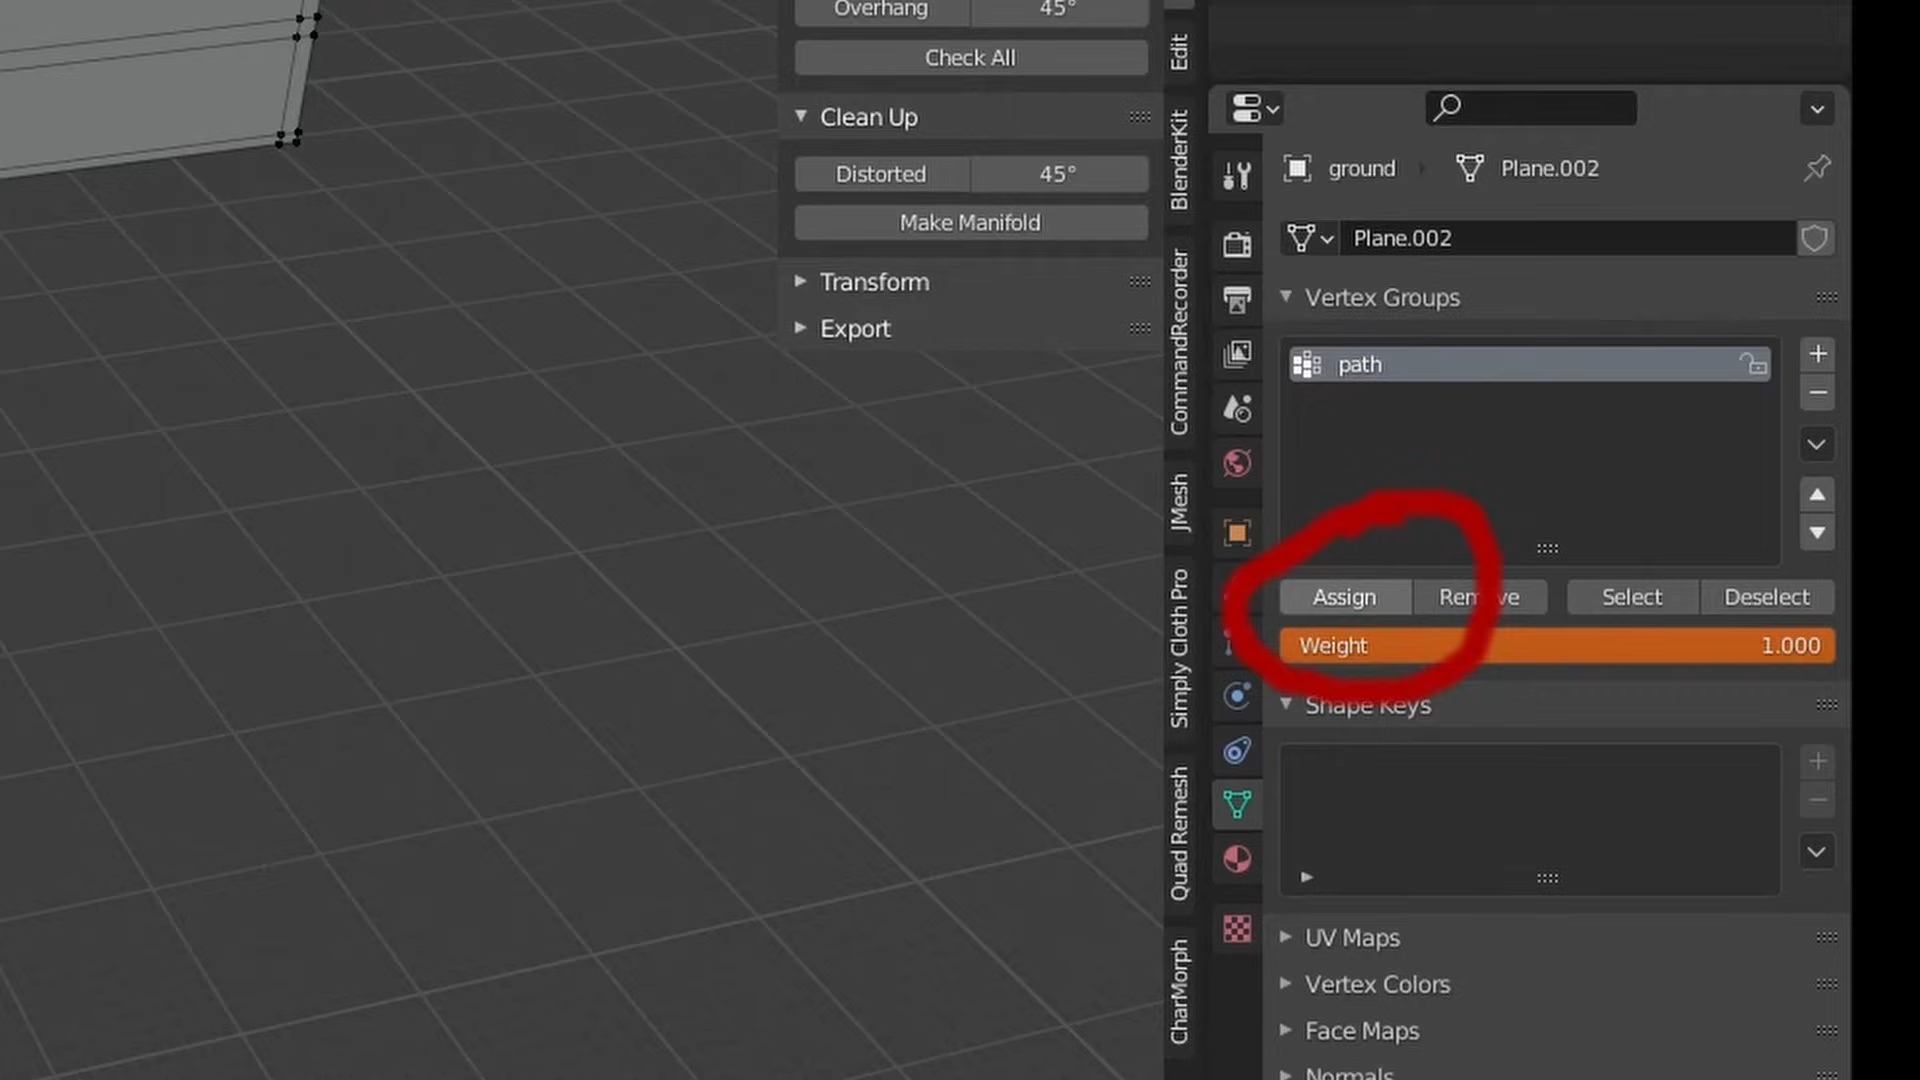 Overhang 45°
Check All
Clean Up
Distorted 45°
Make Manifold
Transform
Export
Edit
BlenderKit
CommandRecorder
JMesh
Simply Cloth Pro
Quad Remesh
CharMorph
ground Plane.002
Plane.002
Vertex Groups
path
Assign Remove Select Deselect
Weight 1.000
Shape Keys
UV Maps
Vertex Colors
Face Maps
Normals